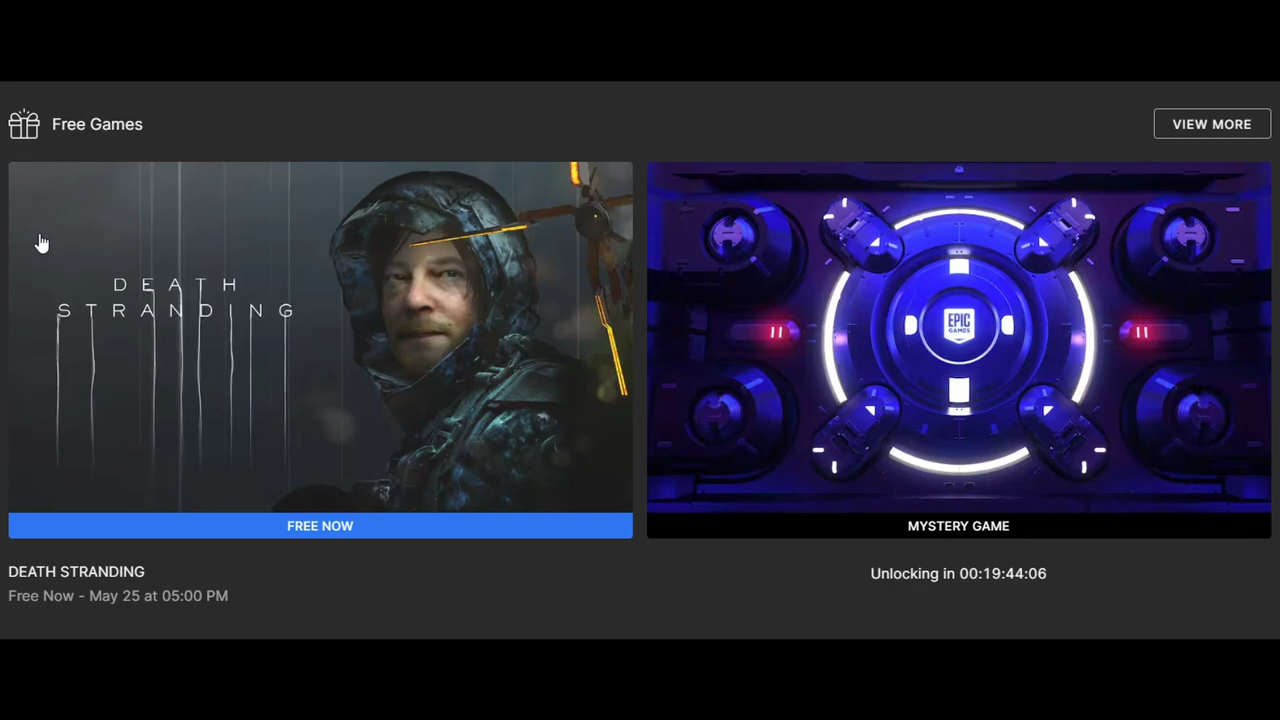 Free Games
VIEW MORE
DEATH
STRANDING
EPIC
GAMES
FREE NOW
MYSTERY GAME
DEATH STRANDING
Free Now - May 25 at 05:00 PM
Unlocking in 00:19:44:06